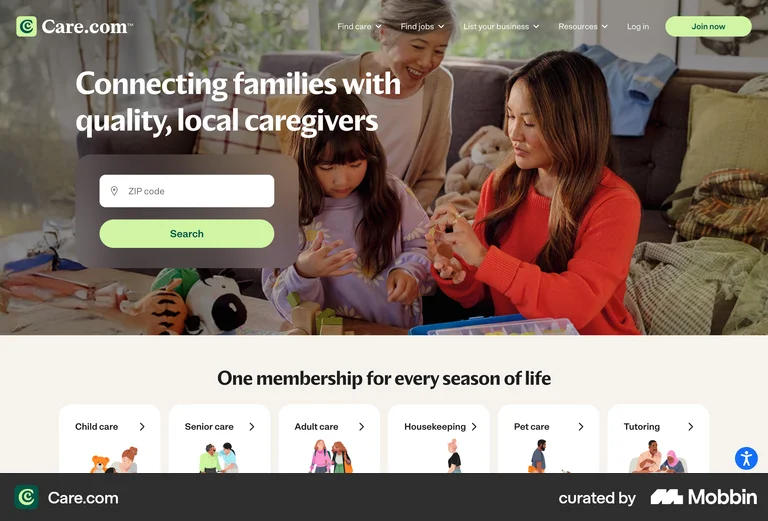 Care.com™
Find care
Find jobs
List your business
Resources
Log in
Join now
Connecting families with
quality, local caregivers
ZIP code
Search
One membership for every season of life
Child care
Senior care
Adult care
Housekeeping
Pet care
Tutoring
Care.com
curated by
Mobbin